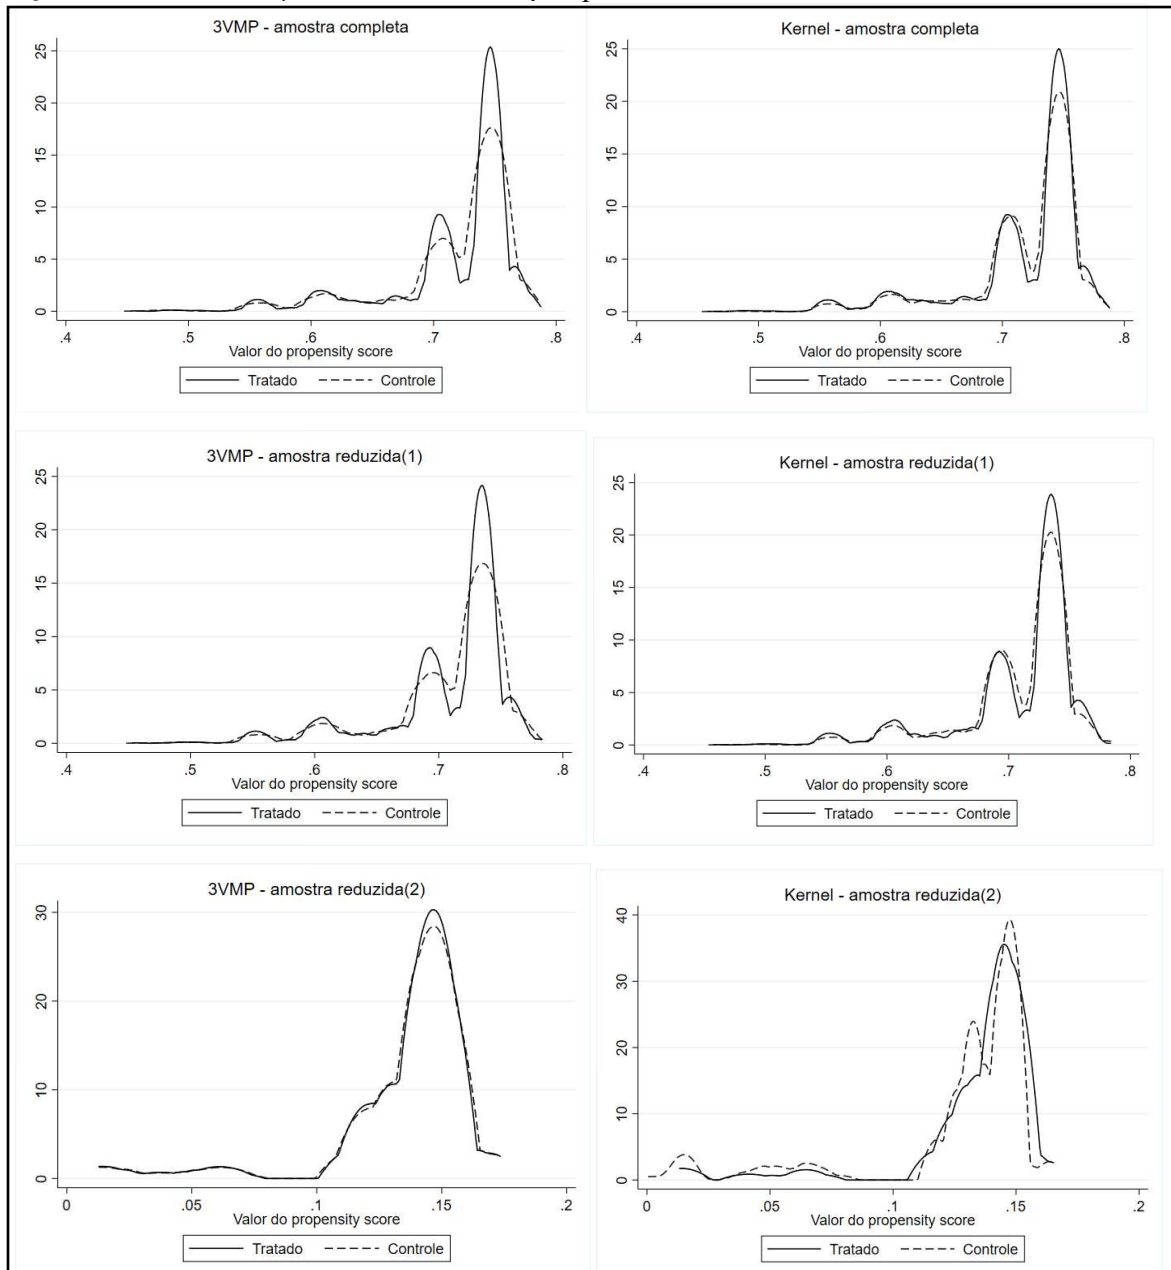 3VMP - amostra completa
25
20
15
10
5
0
.4 .5 .6 .7 .8
Valor do propensity score
Tratado Controle
Kernel - amostra completa
25
20
15
10
5
0
.4 .5 .6 .7 .8
Valor do propensity score
Tratado Controle
3VMP - amostra reduzida(1)
25
20
15
10
5
0
.4 .5 .6 .7 .8
Valor do propensity score
Tratado Controle
Kernel - amostra reduzida(1)
25
20
15
10
5
0
.4 .5 .6 .7 .8
Valor do propensity score
Tratado Controle
3VMP - amostra reduzida(2)
30
20
10
0
0 .05 .1 .15 .2
Valor do propensity score
Tratado Controle
Kernel - amostra reduzida(2)
40
30
20
10
0
0 .05 .1 .15 .2
Valor do propensity score
Tratado Controle